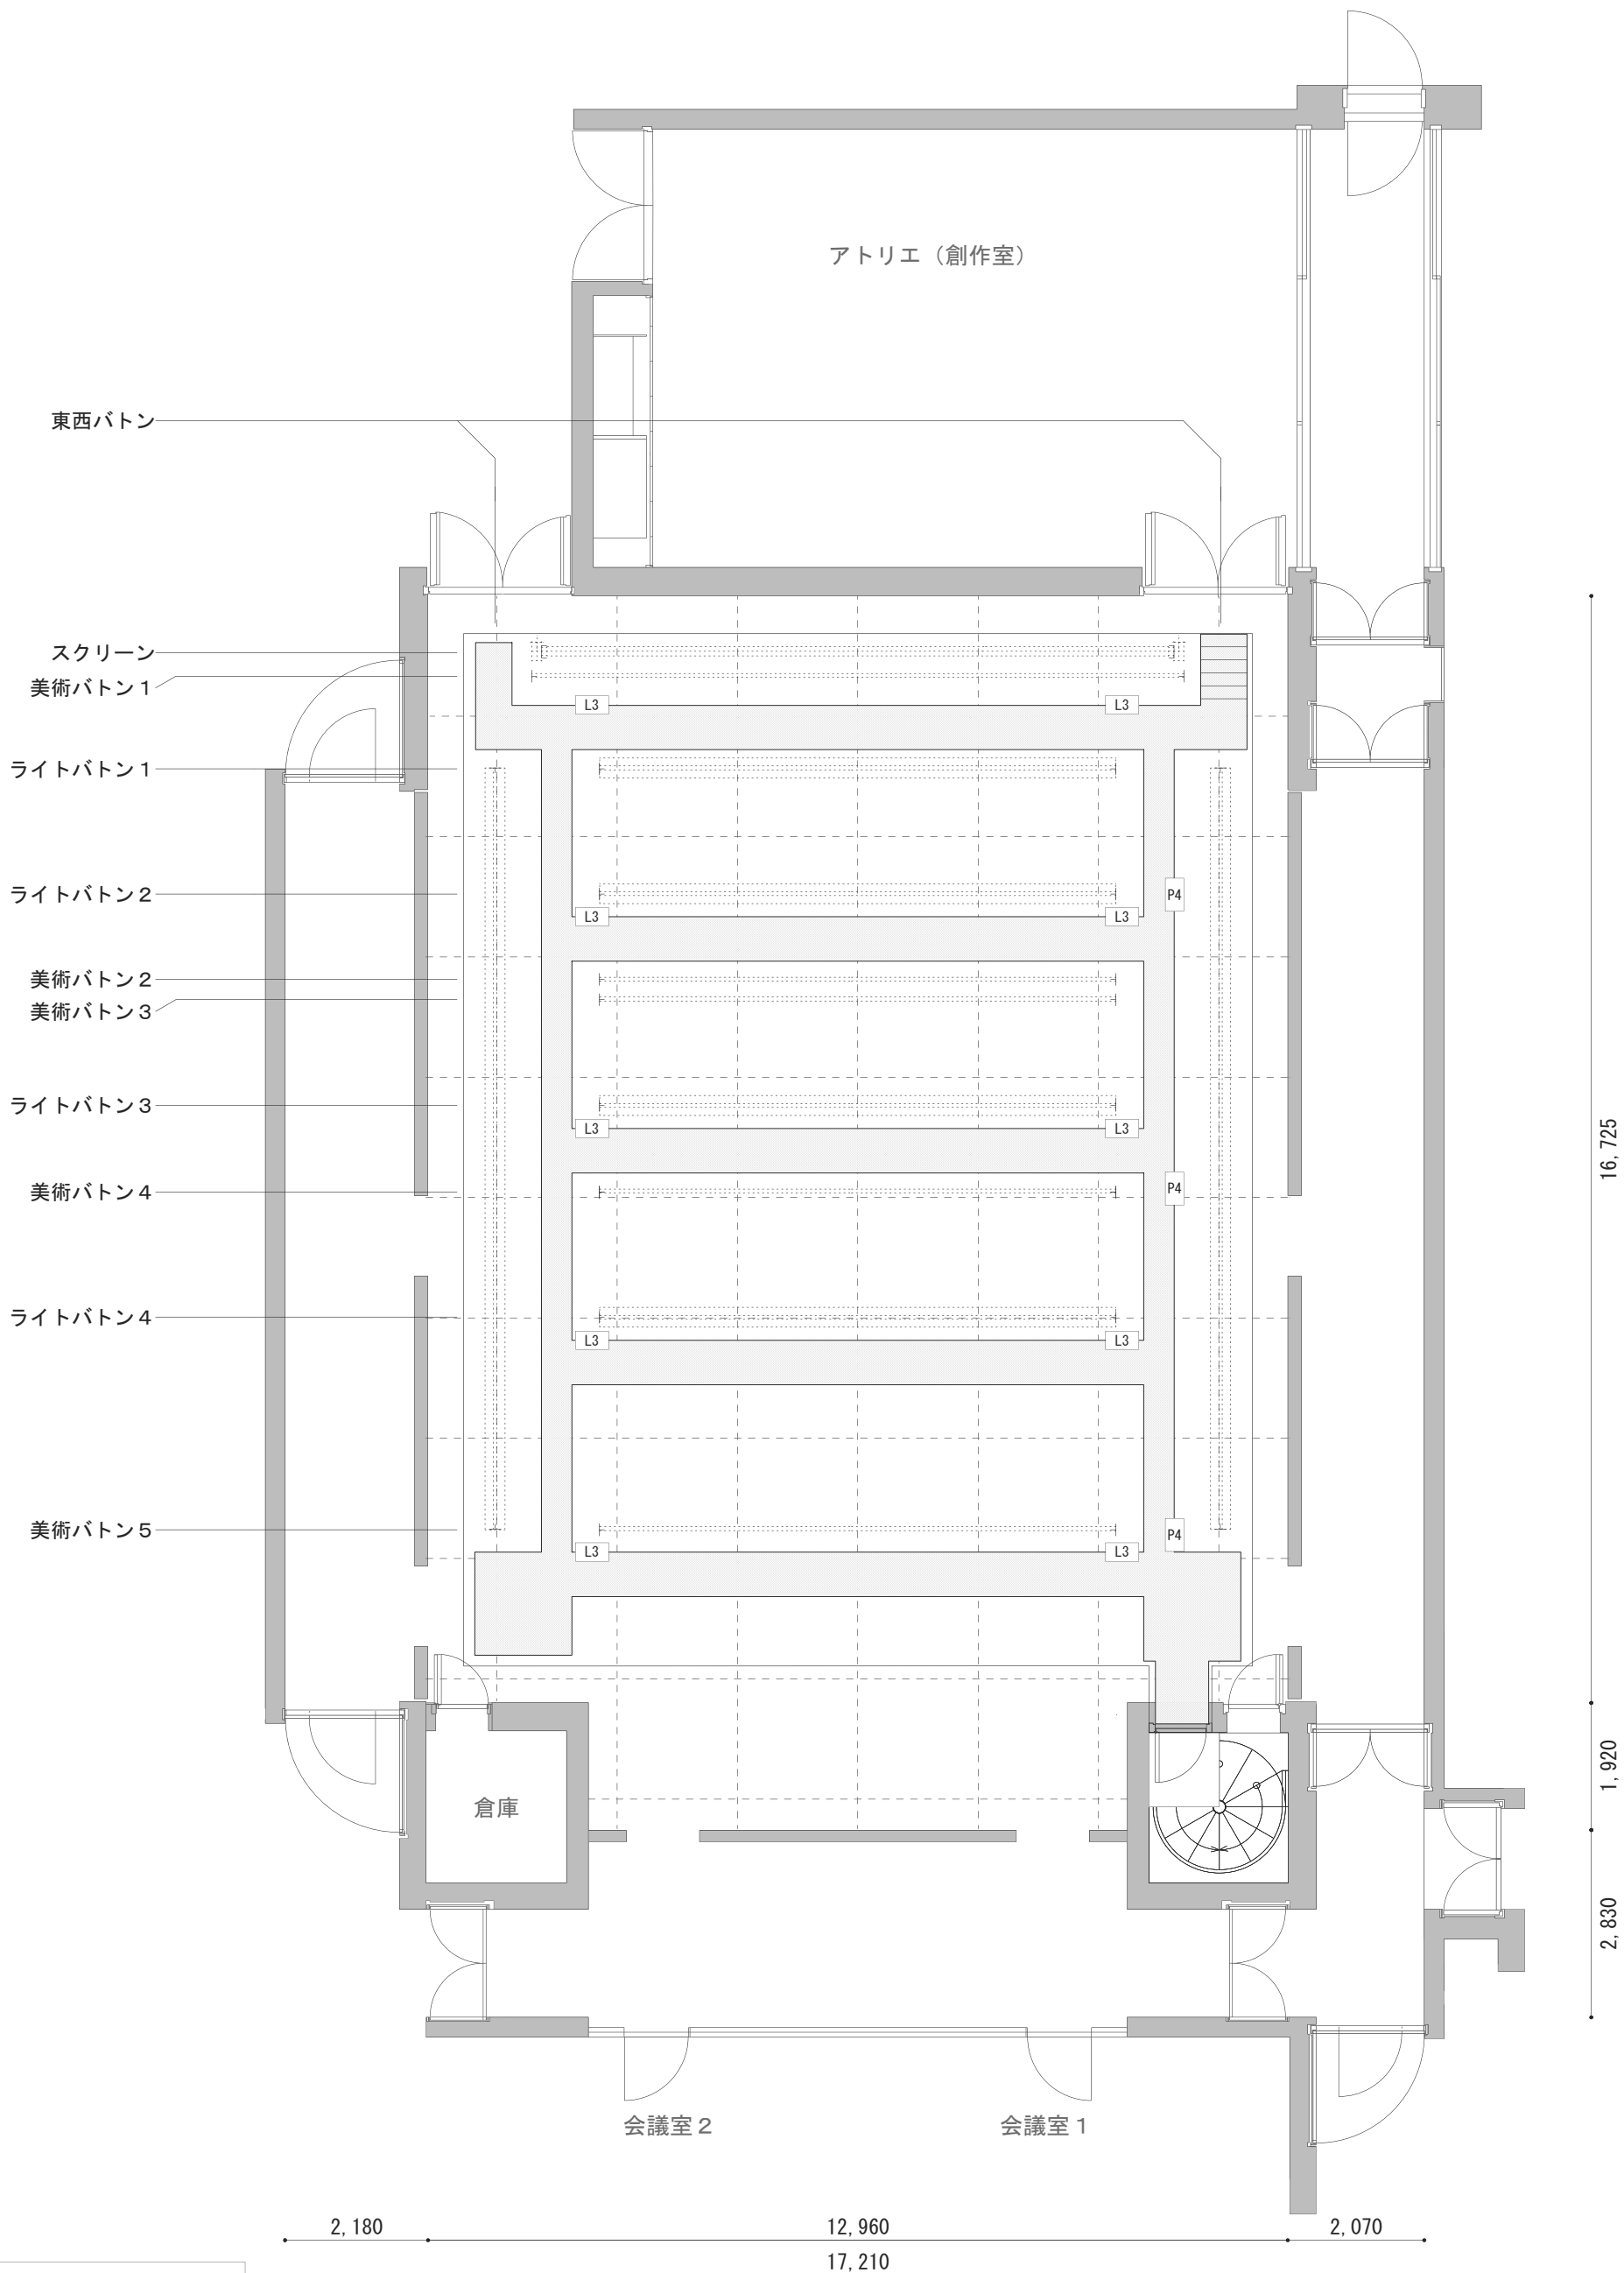 アトリエ（創作室）
東西バトン
スクリーン
美術バトン１
L3 L3
ライトバトン１
ライトバトン２
P4
L3 L3
美術バトン２
美術バトン３
ライトバトン３
L3 L3
16,725
美術バトン４
P4
ライトバトン４
L3 L3
美術バトン５
P4
L3 L3
1,920
倉庫
2,830
会議室２
会議室１
2,180
12,960
2,070
17,210